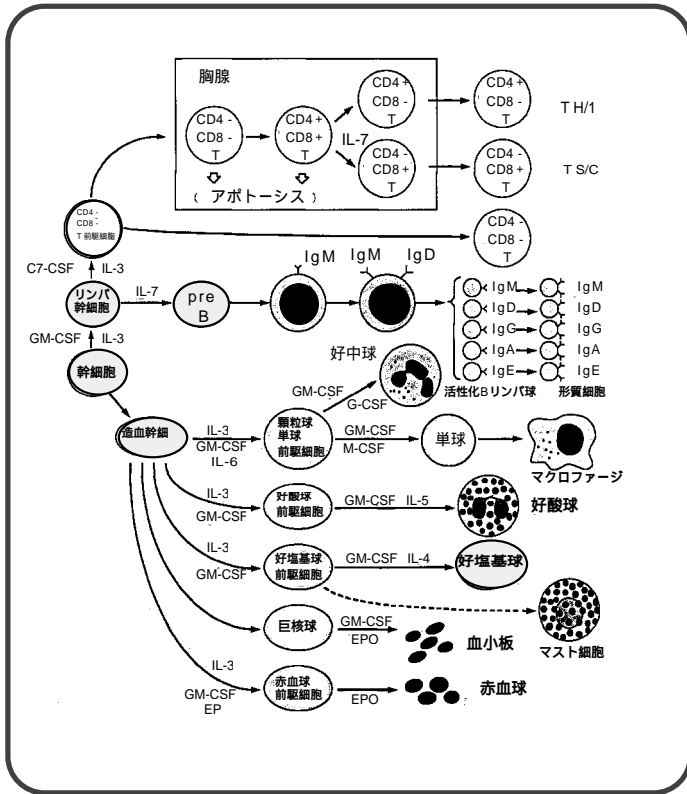 胸腺
CD4 -
CD8 -
T
CD4 +
CD8 +
T
IL-7
CD4 +
CD8 -
T
CD4 -
CD8 +
T
( アポトーシス )
CD4 +
CD8 -
T
T H/1
CD4 -
CD8 +
T
T S/C
CD4 -
CD8 -
T
CD4 -
CD8 -
T 前駆細胞
C7-CSF IL-3
リンパ
幹細胞
IL-7
pre
B
IgM
IgM
IgD
IgM
IgD
IgG
IgA
IgE
IgM
IgD
IgG
IgA
IgE
活性化Bリンパ球
形質細胞
GM-CSF IL-3
幹細胞
造血幹細
IL-3
GM-CSF
IL-6
顆粒球
単球
前駆細胞
GM-CSF
G-CSF
好中球
GM-CSF
M-CSF
単球
マクロファージ
IL-3
GM-CSF
好酸球
前駆細胞
GM-CSF IL-5
好酸球
IL-3
GM-CSF
好塩基球
前駆細胞
GM-CSF IL-4
好塩基球
マスト細胞
巨核球
GM-CSF
EPO
血小板
IL-3
GM-CSF
EP
赤血球
前駆細胞
EPO
赤血球